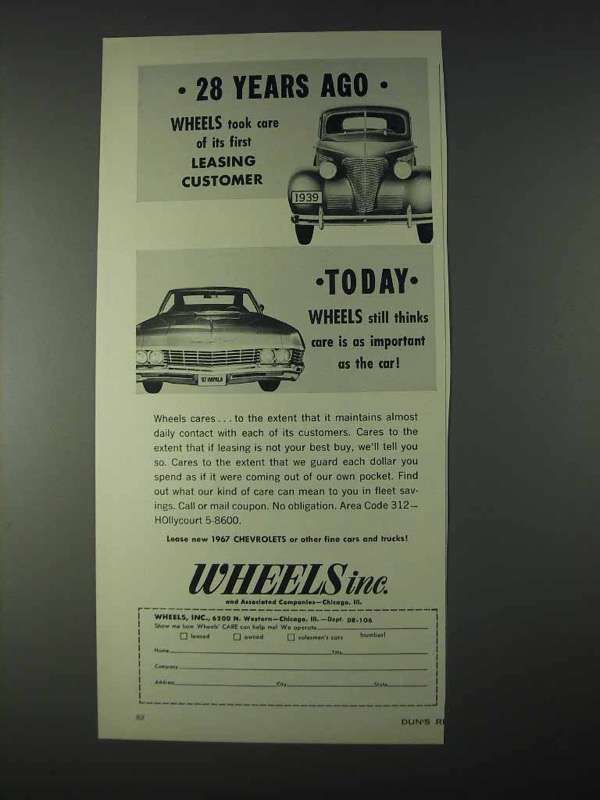 • 28 YEARS AGO •
WHEELS took care
of its first
LEASING
CUSTOMER
1939
•TODAY•
WHEELS still thinks
care is as important
as the car!
'67 IMPALA
Wheels cares . . . to the extent that it maintains almost
daily contact with each of its customers. Cares to the
extent that if leasing is not your best buy, we'll tell you
so. Cares to the extent that we guard each dollar you
spend as if it were coming out of our own pocket. Find
out what our kind of care can mean to you in fleet sav-
ings. Call or mail coupon. No obligation. Area Code 312—
HOllycourt 5-8600.
Lease new 1967 CHEVROLETS or other fine cars and trucks!
WHEELS inc.
and Associated Companies—Chicago, Ill.
WHEELS, INC., 6200 N. Western—Chicago, Ill.—Dept. DR-106
Show me how Wheels' CARE can help me! We operate
(number)
leased owned salesmen's cars
Name Title
Company
Address City State
DUN'S RE